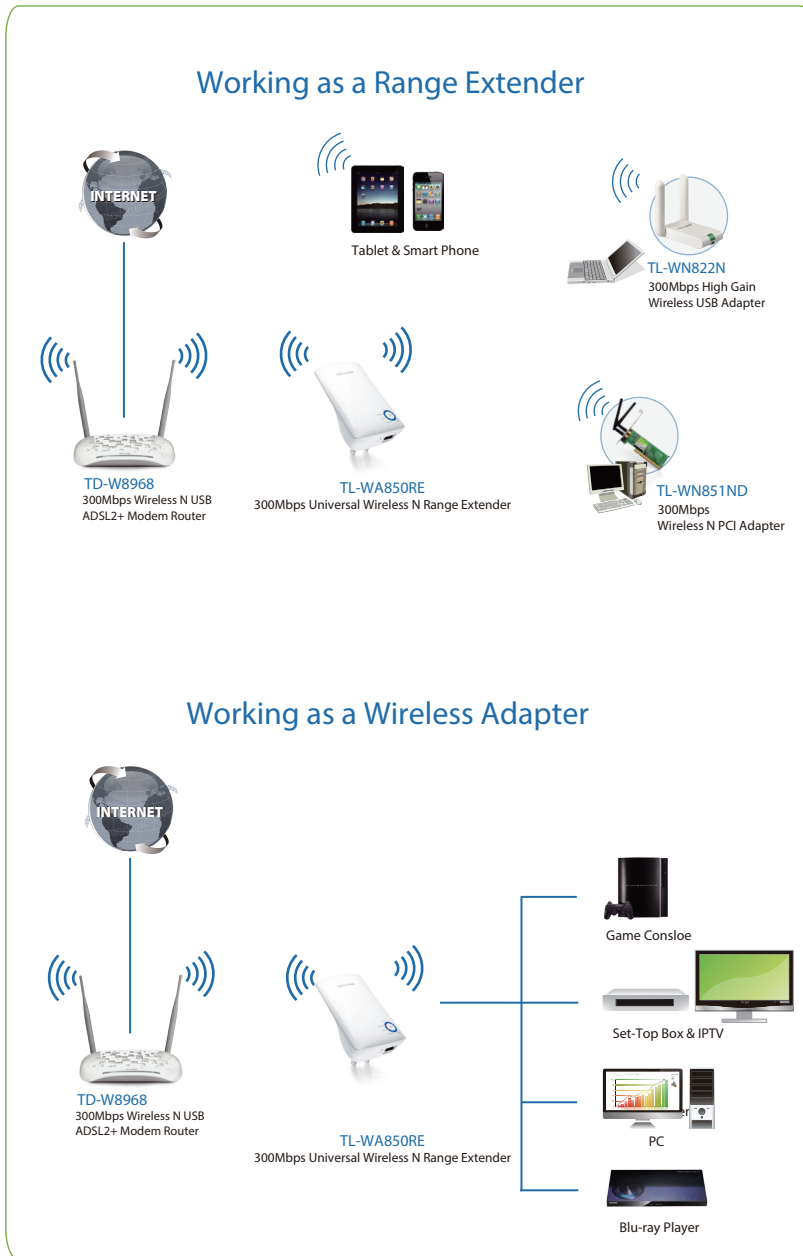 Working as a Range Extender
INTERNET
Tablet & Smart Phone
TL-WN822N
300Mbps High Gain
Wireless USB Adapter
TD-W8968
300Mbps Wireless N USB
ADSL2+ Modem Router
TL-WA850RE
300Mbps Universal Wireless N Range Extender
TL-WN851ND
300Mbps
Wireless N PCI Adapter
Working as a Wireless Adapter
INTERNET
Game Consloe
Set-Top Box & IPTV
TD-W8968
300Mbps Wireless N USB
ADSL2+ Modem Router
TL-WA850RE
300Mbps Universal Wireless N Range Extender
PC
Blu-ray Player